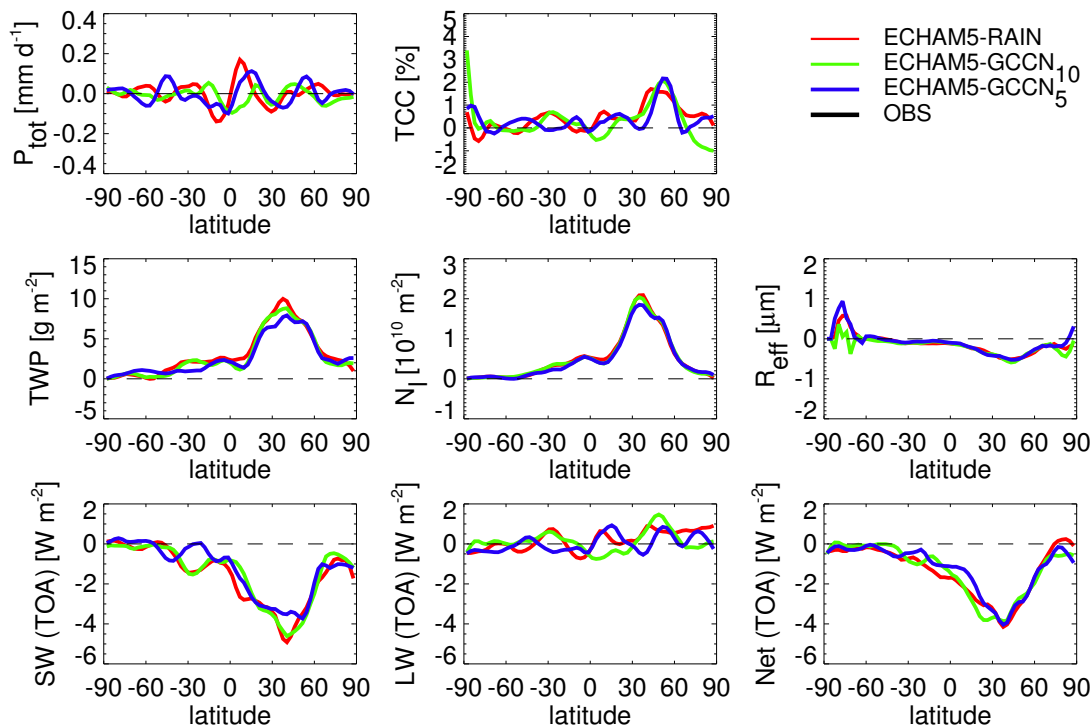 P_tot [mm d^-1]
0.4
0.2
0.0
-0.2
-0.4
-90 -60 -30 0 30 60 90
latitude
TCC [%]
5
4
3
2
1
0
-1
-2
-90 -60 -30 0 30 60 90
latitude
ECHAM5-RAIN
ECHAM5-GCCN_10
ECHAM5-GCCN_5
OBS
TWP [g m^-2]
15
10
5
0
-5
-90 -60 -30 0 30 60 90
latitude
N_l [10^10 m^-2]
3
2
1
0
-1
-90 -60 -30 0 30 60 90
latitude
R_eff [μm]
2
1
0
-1
-2
-90 -60 -30 0 30 60 90
latitude
SW (TOA) [W m^-2]
2
0
-2
-4
-6
-90 -60 -30 0 30 60 90
latitude
LW (TOA) [W m^-2]
2
0
-2
-4
-6
-90 -60 -30 0 30 60 90
latitude
Net (TOA) [W m^-2]
2
0
-2
-4
-6
-90 -60 -30 0 30 60 90
latitude